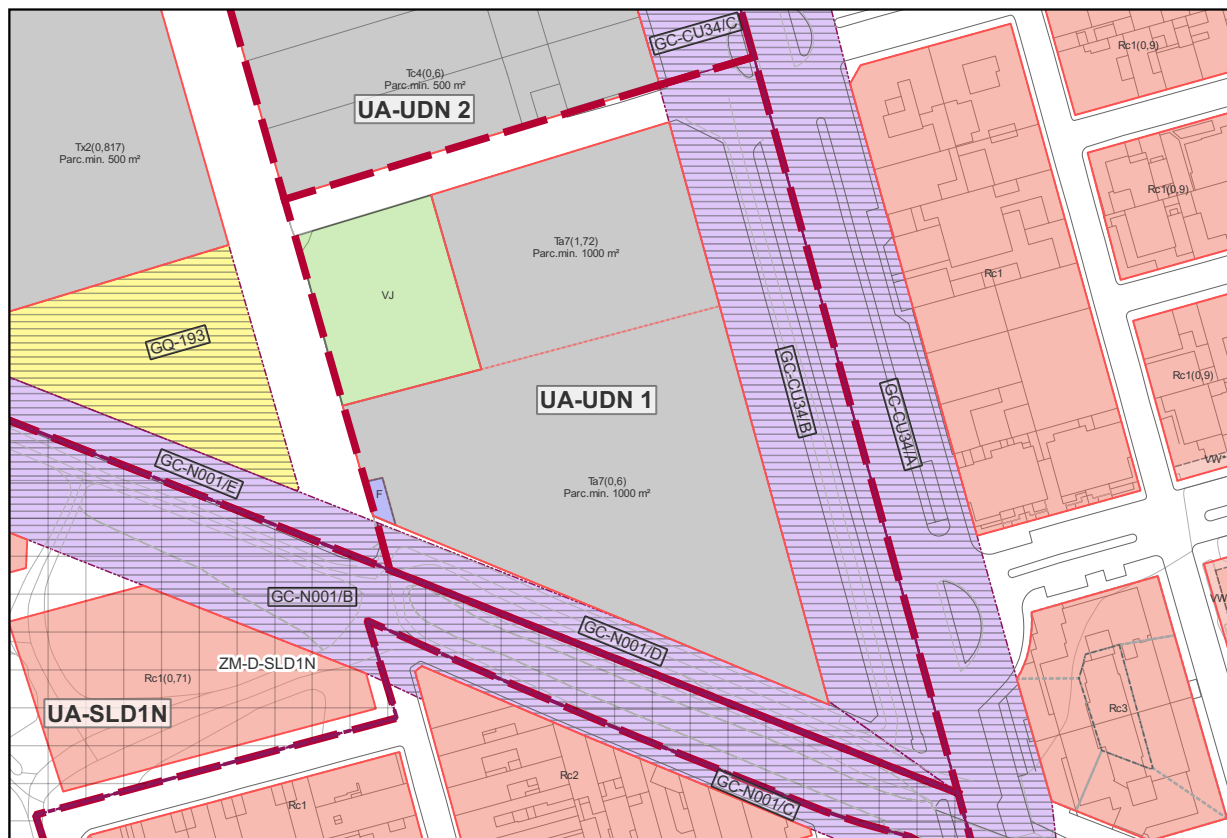 GC-CU34/C
Rc1(0,9)
Tc4(0,6)
Parc.min. 500 m²
UA-UDN 2
Tx2(0,817)
Parc.min. 500 m²
Rc1(0,9)
Ta7(1,72)
Parc.min. 1000 m²
Rc1
VJ
GQ-193
Rc1(0,9)
UA-UDN 1
GC-CU34/B
GC-CU34/A
VW*
GC-N001/E
Ta7(0,6)
Parc.min. 1000 m²
F
GC-N001/B
VW
GC-N001/D
ZM-D-SLD1N
Rc1(0,71)
UA-SLD1N
Rc3
Rc2
GC-N001/C
Rc1